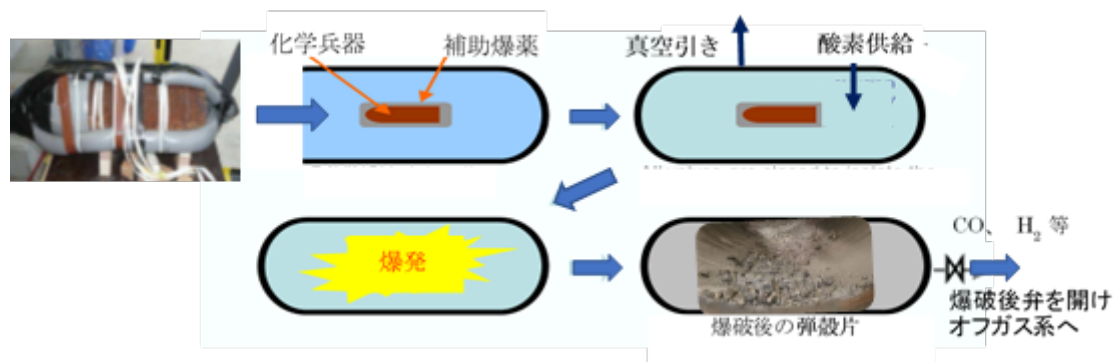 化学兵器
補助爆薬
真空引き
酸素供給
爆発
CO、 H₂ 等
爆破後の弾殻片
爆破後弁を開け
オフガス系へ